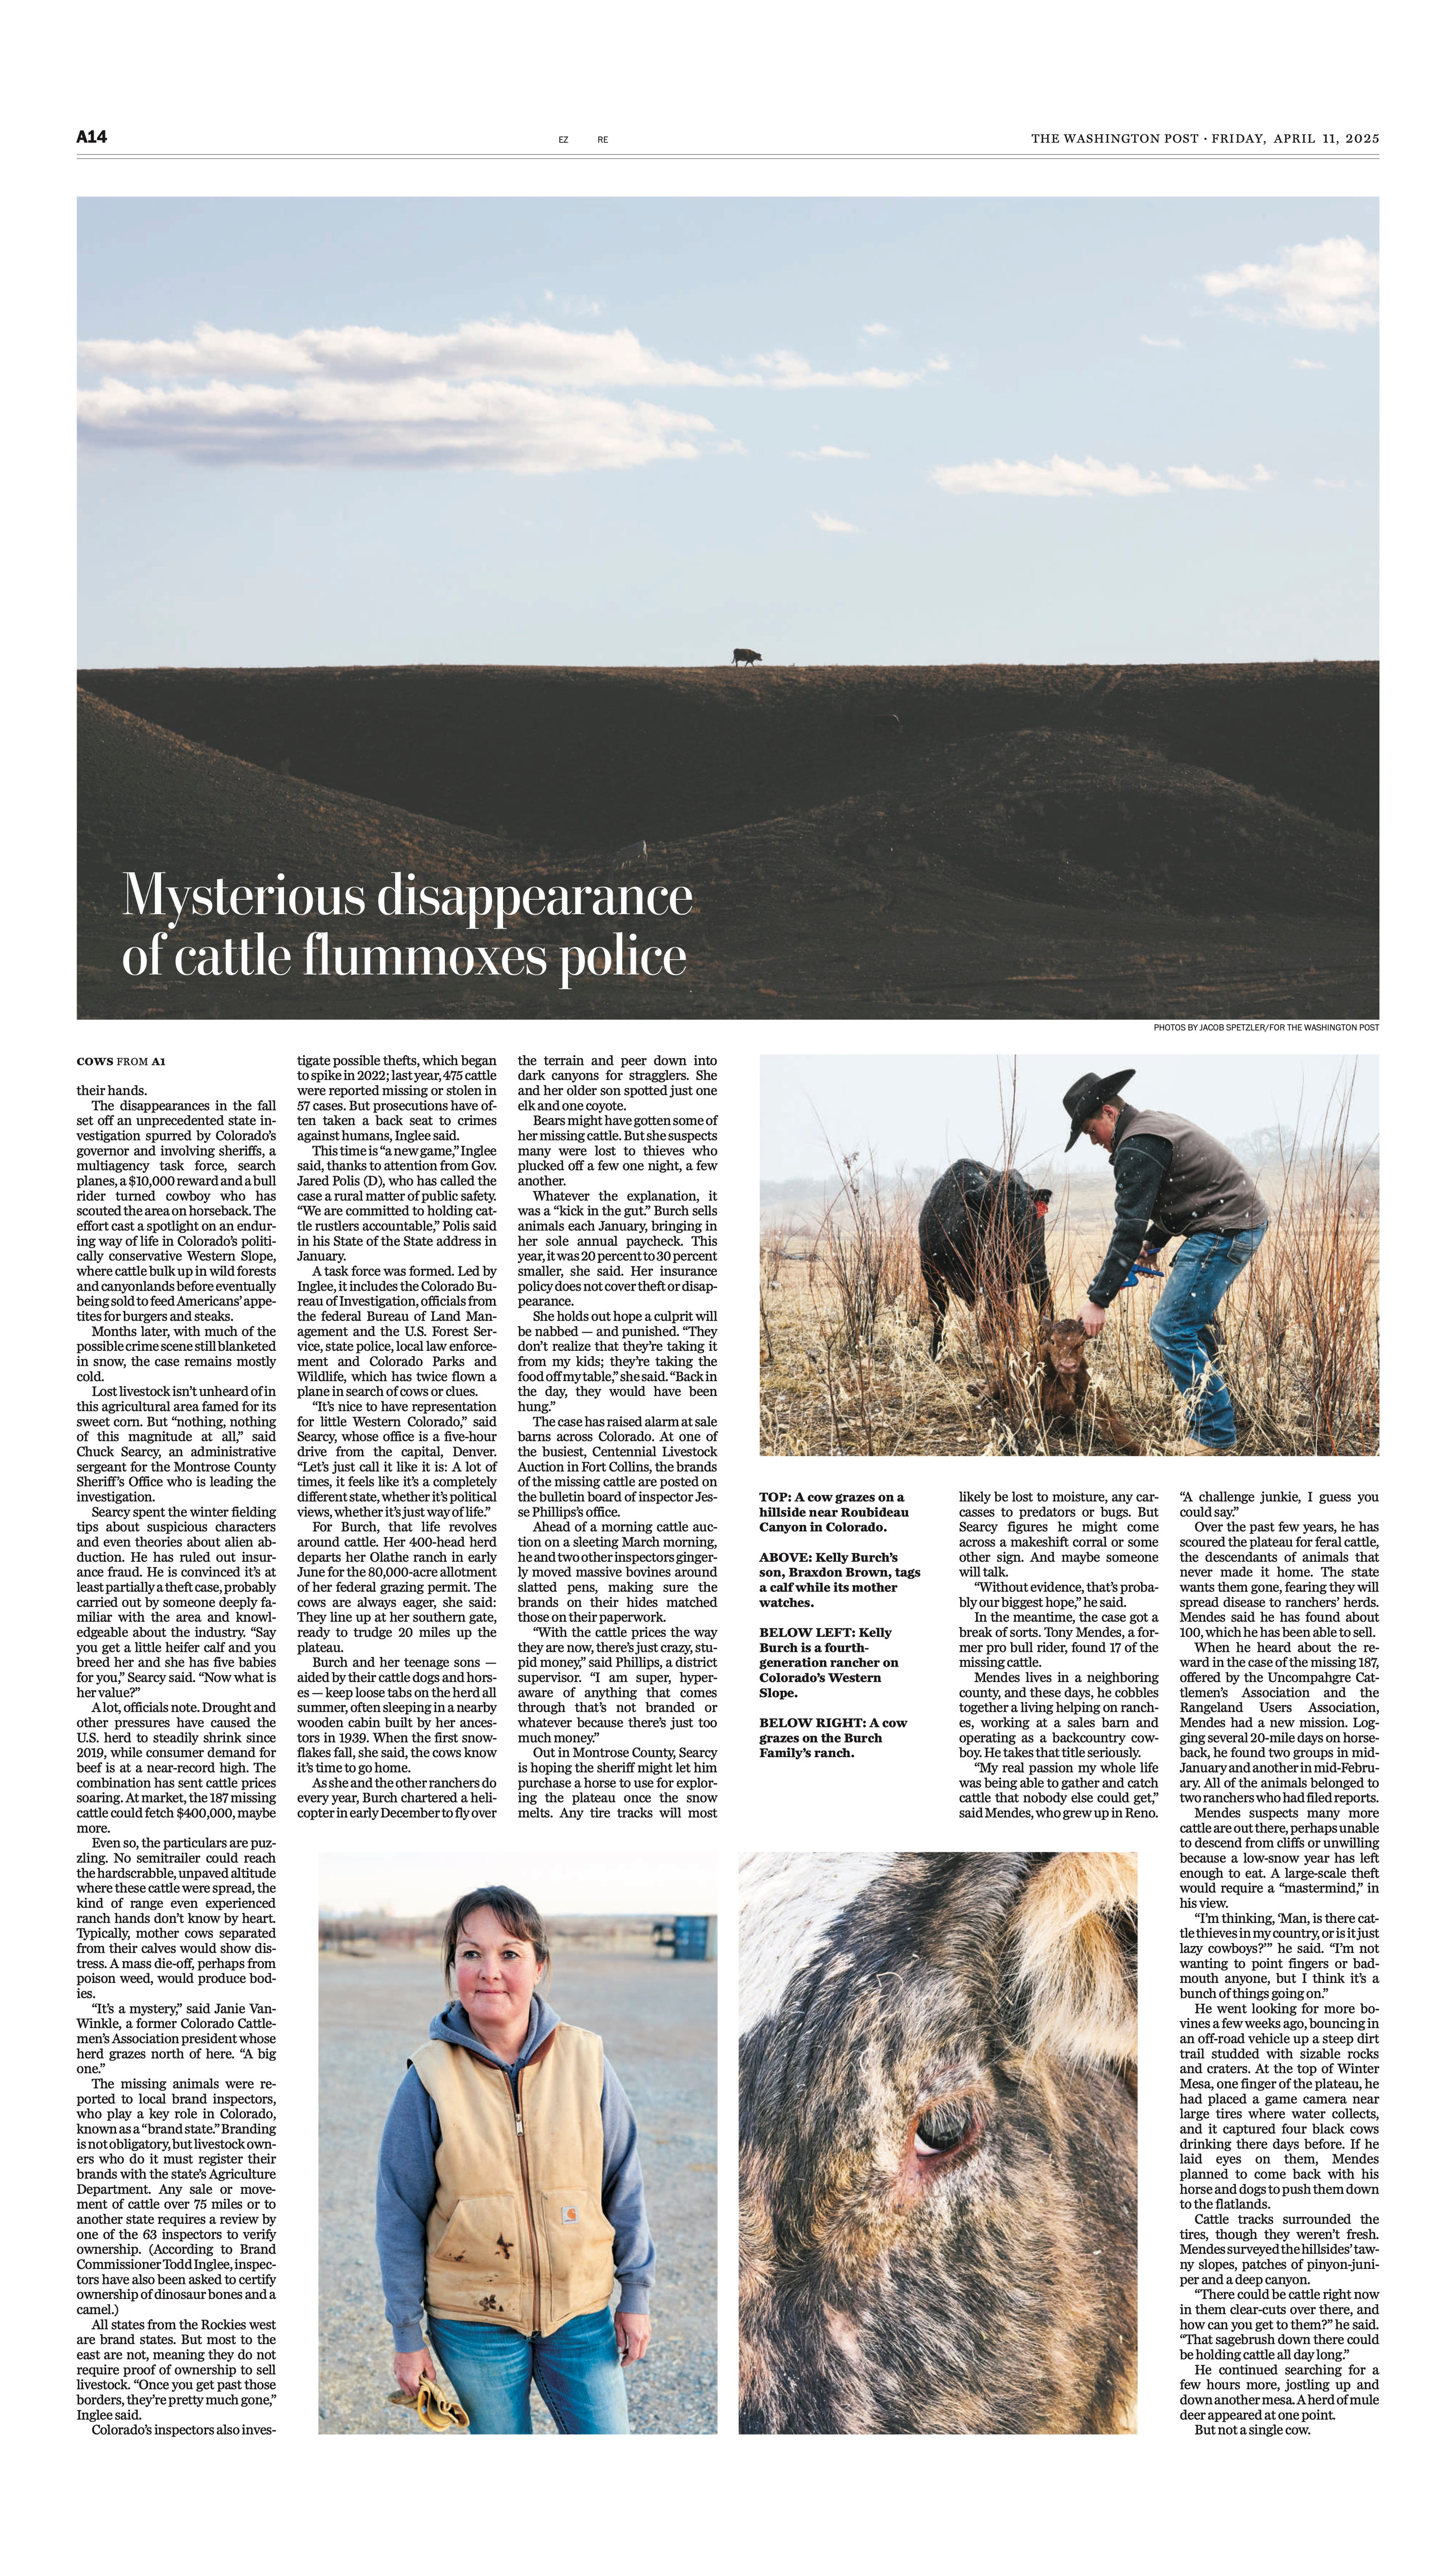 A14
EZ RE
THE WASHINGTON POST • FRIDAY, APRIL 11, 2025
Mysterious disappearance
of cattle flummoxes police
PHOTOS BY JACOB SPETZLER/FOR THE WASHINGTON POST
COWS FROM A1
their hands.
The disappearances in the fall
set off an unprecedented state in-
vestigation spurred by Colorado’s
governor and involving sheriffs, a
multiagency task force, search
planes, a $10,000 reward and a bull
rider turned cowboy who has
scouted the area on horseback. The
effort cast a spotlight on an endur-
ing way of life in Colorado’s politi-
cally conservative Western Slope,
where cattle bulk up in wild forests
and canyonlands before eventually
being sold to feed Americans’ appe-
tites for burgers and steaks.
Months later, with much of the
possible crime scene still blanketed
in snow, the case remains mostly
cold.
Lost livestock isn’t unheard of in
this agricultural area famed for its
sweet corn. But “nothing, nothing
of this magnitude at all,” said
Chuck Searcy, an administrative
sergeant for the Montrose County
Sheriff’s Office who is leading the
investigation.
Searcy spent the winter fielding
tips about suspicious characters
and even theories about alien ab-
duction. He has ruled out insur-
ance fraud. He is convinced it’s at
least partially a theft case, probably
carried out by someone deeply fa-
miliar with the area and knowl-
edgeable about the industry. “Say
you get a little heifer calf and you
breed her and she has five babies
for you,” Searcy said. “Now what is
her value?”
A lot, officials note. Drought and
other pressures have caused the
U.S. herd to steadily shrink since
2019, while consumer demand for
beef is at a near-record high. The
combination has sent cattle prices
soaring. At market, the 187 missing
cattle could fetch $400,000, maybe
more.
Even so, the particulars are puz-
zling. No semitrailer could reach
the hardscrabble, unpaved altitude
where these cattle were spread, the
kind of range even experienced
ranch hands don’t know by heart.
Typically, mother cows separated
from their calves would show dis-
tress. A mass die-off, perhaps from
poison weed, would produce bod-
ies.
“It’s a mystery,” said Janie Van-
Winkle, a former Colorado Cattle-
men’s Association president whose
herd grazes north of here. “A big
one.”
The missing animals were re-
ported to local brand inspectors,
who play a key role in Colorado,
known as a “brand state.” Branding
is not obligatory, but livestock own-
ers who do it must register their
brands with the state’s Agriculture
Department. Any sale or move-
ment of cattle over 75 miles or to
another state requires a review by
one of the 63 inspectors to verify
ownership. (According to Brand
Commissioner Todd Inglee, inspec-
tors have also been asked to certify
ownership of dinosaur bones and a
camel.)
All states from the Rockies west
are brand states. But most to the
east are not, meaning they do not
require proof of ownership to sell
livestock. “Once you get past those
borders, they’re pretty much gone,”
Inglee said.
Colorado’s inspectors also inves-
tigate possible thefts, which began
to spike in 2022; last year, 475 cattle
were reported missing or stolen in
57 cases. But prosecutions have of-
ten taken a back seat to crimes
against humans, Inglee said.
This time is “a new game,” Inglee
said, thanks to attention from Gov.
Jared Polis (D), who has called the
case a rural matter of public safety.
“We are committed to holding cat-
tle rustlers accountable,” Polis said
in his State of the State address in
January.
A task force was formed. Led by
Inglee, it includes the Colorado Bu-
reau of Investigation, officials from
the federal Bureau of Land Man-
agement and the U.S. Forest Ser-
vice, state police, local law enforce-
ment and Colorado Parks and
Wildlife, which has twice flown a
plane in search of cows or clues.
“It’s nice to have representation
for little Western Colorado,” said
Searcy, whose office is a five-hour
drive from the capital, Denver.
“Let’s just call it like it is: A lot of
times, it feels like it’s a completely
different state, whether it’s political
views, whether it’s just way of life.”
For Burch, that life revolves
around cattle. Her 400-head herd
departs her Olathe ranch in early
June for the 80,000-acre allotment
of her federal grazing permit. The
cows are always eager, she said:
They line up at her southern gate,
ready to trudge 20 miles up the
plateau.
Burch and her teenage sons —
aided by their cattle dogs and hors-
es — keep loose tabs on the herd all
summer, often sleeping in a nearby
wooden cabin built by her ances-
tors in 1939. When the first snow-
flakes fall, she said, the cows know
it’s time to go home.
As she and the other ranchers do
every year, Burch chartered a heli-
copter in early December to fly over
the terrain and peer down into
dark canyons for stragglers. She
and her older son spotted just one
elk and one coyote.
Bears might have gotten some of
her missing cattle. But she suspects
many were lost to thieves who
plucked off a few one night, a few
another.
Whatever the explanation, it
was a “kick in the gut.” Burch sells
animals each January, bringing in
her sole annual paycheck. This
year, it was 20 percent to 30 percent
smaller, she said. Her insurance
policy does not cover theft or disap-
pearance.
She holds out hope a culprit will
be nabbed — and punished. “They
don’t realize that they’re taking it
from my kids; they’re taking the
food off my table,” she said. “Back in
the day, they would have been
hung.”
The case has raised alarm at sale
barns across Colorado. At one of
the busiest, Centennial Livestock
Auction in Fort Collins, the brands
of the missing cattle are posted on
the bulletin board of inspector Jes-
se Phillips’s office.
Ahead of a morning cattle auc-
tion on a sleeting March morning,
he and two other inspectors ginger-
ly moved massive bovines around
slatted pens, making sure the
brands on their hides matched
those on their paperwork.
“With the cattle prices the way
they are now, there’s just crazy, stu-
pid money,” said Phillips, a district
supervisor. “I am super, hyper-
aware of anything that comes
through that’s not branded or
whatever because there’s just too
much money.”
Out in Montrose County, Searcy
is hoping the sheriff might let him
purchase a horse to use for explor-
ing the plateau once the snow
melts. Any tire tracks will most
TOP: A cow grazes on a
hillside near Roubideau
Canyon in Colorado.
ABOVE: Kelly Burch’s
son, Braxdon Brown, tags
a calf while its mother
watches.
BELOW LEFT: Kelly
Burch is a fourth-
generation rancher on
Colorado’s Western
Slope.
BELOW RIGHT: A cow
grazes on the Burch
Family’s ranch.
likely be lost to moisture, any car-
casses to predators or bugs. But
Searcy figures he might come
across a makeshift corral or some
other sign. And maybe someone
will talk.
“Without evidence, that’s proba-
bly our biggest hope,” he said.
In the meantime, the case got a
break of sorts. Tony Mendes, a for-
mer pro bull rider, found 17 of the
missing cattle.
Mendes lives in a neighboring
county, and these days, he cobbles
together a living helping on ranch-
es, working at a sales barn and
operating as a backcountry cow-
boy. He takes that title seriously.
“My real passion my whole life
was being able to gather and catch
cattle that nobody else could get,”
said Mendes, who grew up in Reno.
“A challenge junkie, I guess you
could say.”
Over the past few years, he has
scoured the plateau for feral cattle,
the descendants of animals that
never made it home. The state
wants them gone, fearing they will
spread disease to ranchers’ herds.
Mendes said he has found about
100, which he has been able to sell.
When he heard about the re-
ward in the case of the missing 187,
offered by the Uncompahgre Cat-
tlemen’s Association and the
Rangeland Users Association,
Mendes had a new mission. Log-
ging several 20-mile days on horse-
back, he found two groups in mid-
January and another in mid-Febru-
ary. All of the animals belonged to
two ranchers who had filed reports.
Mendes suspects many more
cattle are out there, perhaps unable
to descend from cliffs or unwilling
because a low-snow year has left
enough to eat. A large-scale theft
would require a “mastermind,” in
his view.
“I’m thinking, ‘Man, is there cat-
tle thieves in my country, or is it just
lazy cowboys?’” he said. “I’m not
wanting to point fingers or bad-
mouth anyone, but I think it’s a
bunch of things going on.”
He went looking for more bo-
vines a few weeks ago, bouncing in
an off-road vehicle up a steep dirt
trail studded with sizable rocks
and craters. At the top of Winter
Mesa, one finger of the plateau, he
had placed a game camera near
large tires where water collects,
and it captured four black cows
drinking there days before. If he
laid eyes on them, Mendes
planned to come back with his
horse and dogs to push them down
to the flatlands.
Cattle tracks surrounded the
tires, though they weren’t fresh.
Mendes surveyed the hillsides’ taw-
ny slopes, patches of pinyon-juni-
per and a deep canyon.
“There could be cattle right now
in them clear-cuts over there, and
how can you get to them?” he said.
“That sagebrush down there could
be holding cattle all day long.”
He continued searching for a
few hours more, jostling up and
down another mesa. A herd of mule
deer appeared at one point.
But not a single cow.